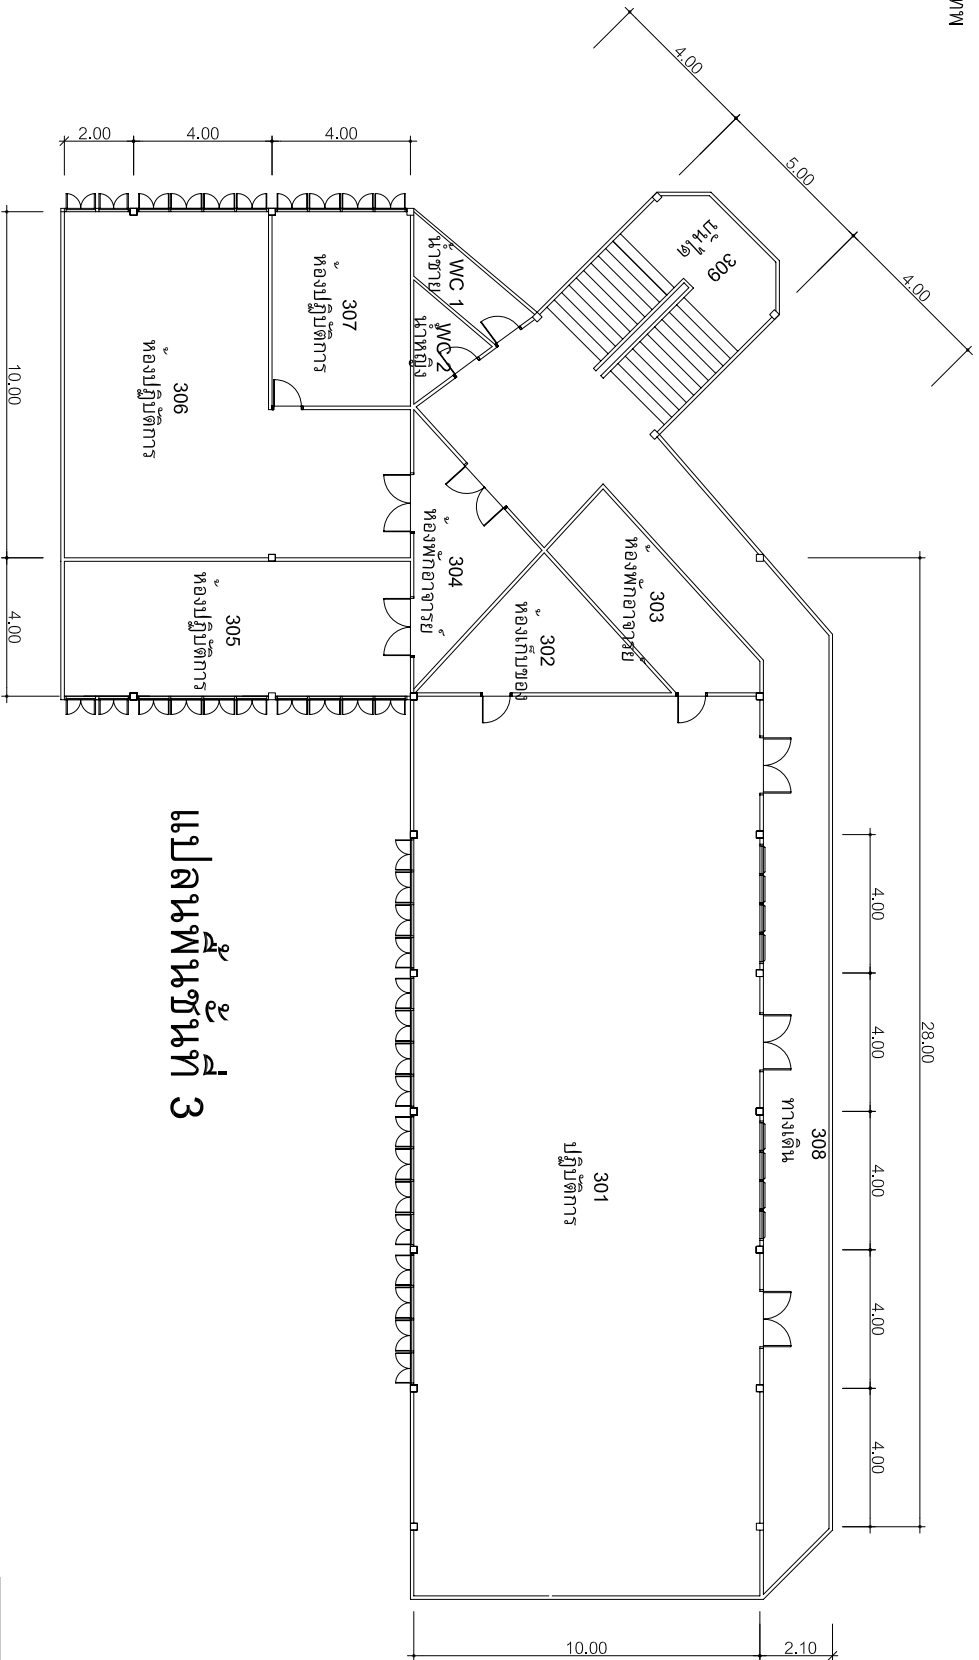 แปลนพื้นชั้นที่ 3
301
ปฏิบัติการ
302
ห้องเก็บของ
303
ห้องพักอาจารย์
304
ห้องพักอาจารย์
305
ห้องปฏิบัติการ
306
ห้องปฏิบัติการ
307
ห้องปฏิบัติการ
308
ทางเดิน
309
บันได
WC 1
น้ำชาย
WC 2
น้ำหญิง
4.00
5.00
4.00
2.00
4.00
4.00
10.00
4.00
28.00
4.00
4.00
4.00
4.00
4.00
10.00
2.10